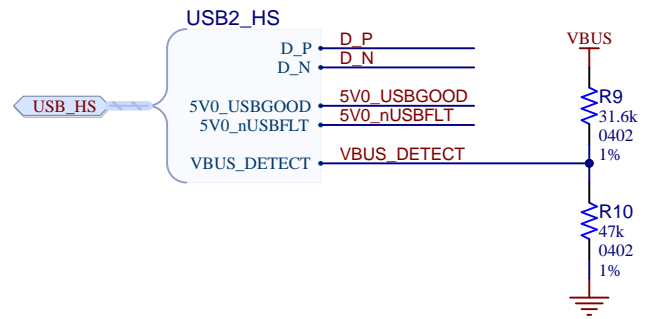 USB2_HS
D_P
D_P
D_N
D_N
USB_HS
5V0_USBGOOD
5V0_USBGOOD
5V0_nUSBFLT
5V0_nUSBFLT
VBUS_DETECT
VBUS_DETECT
VBUS
R9
31.6k
0402
1%
R10
47k
0402
1%